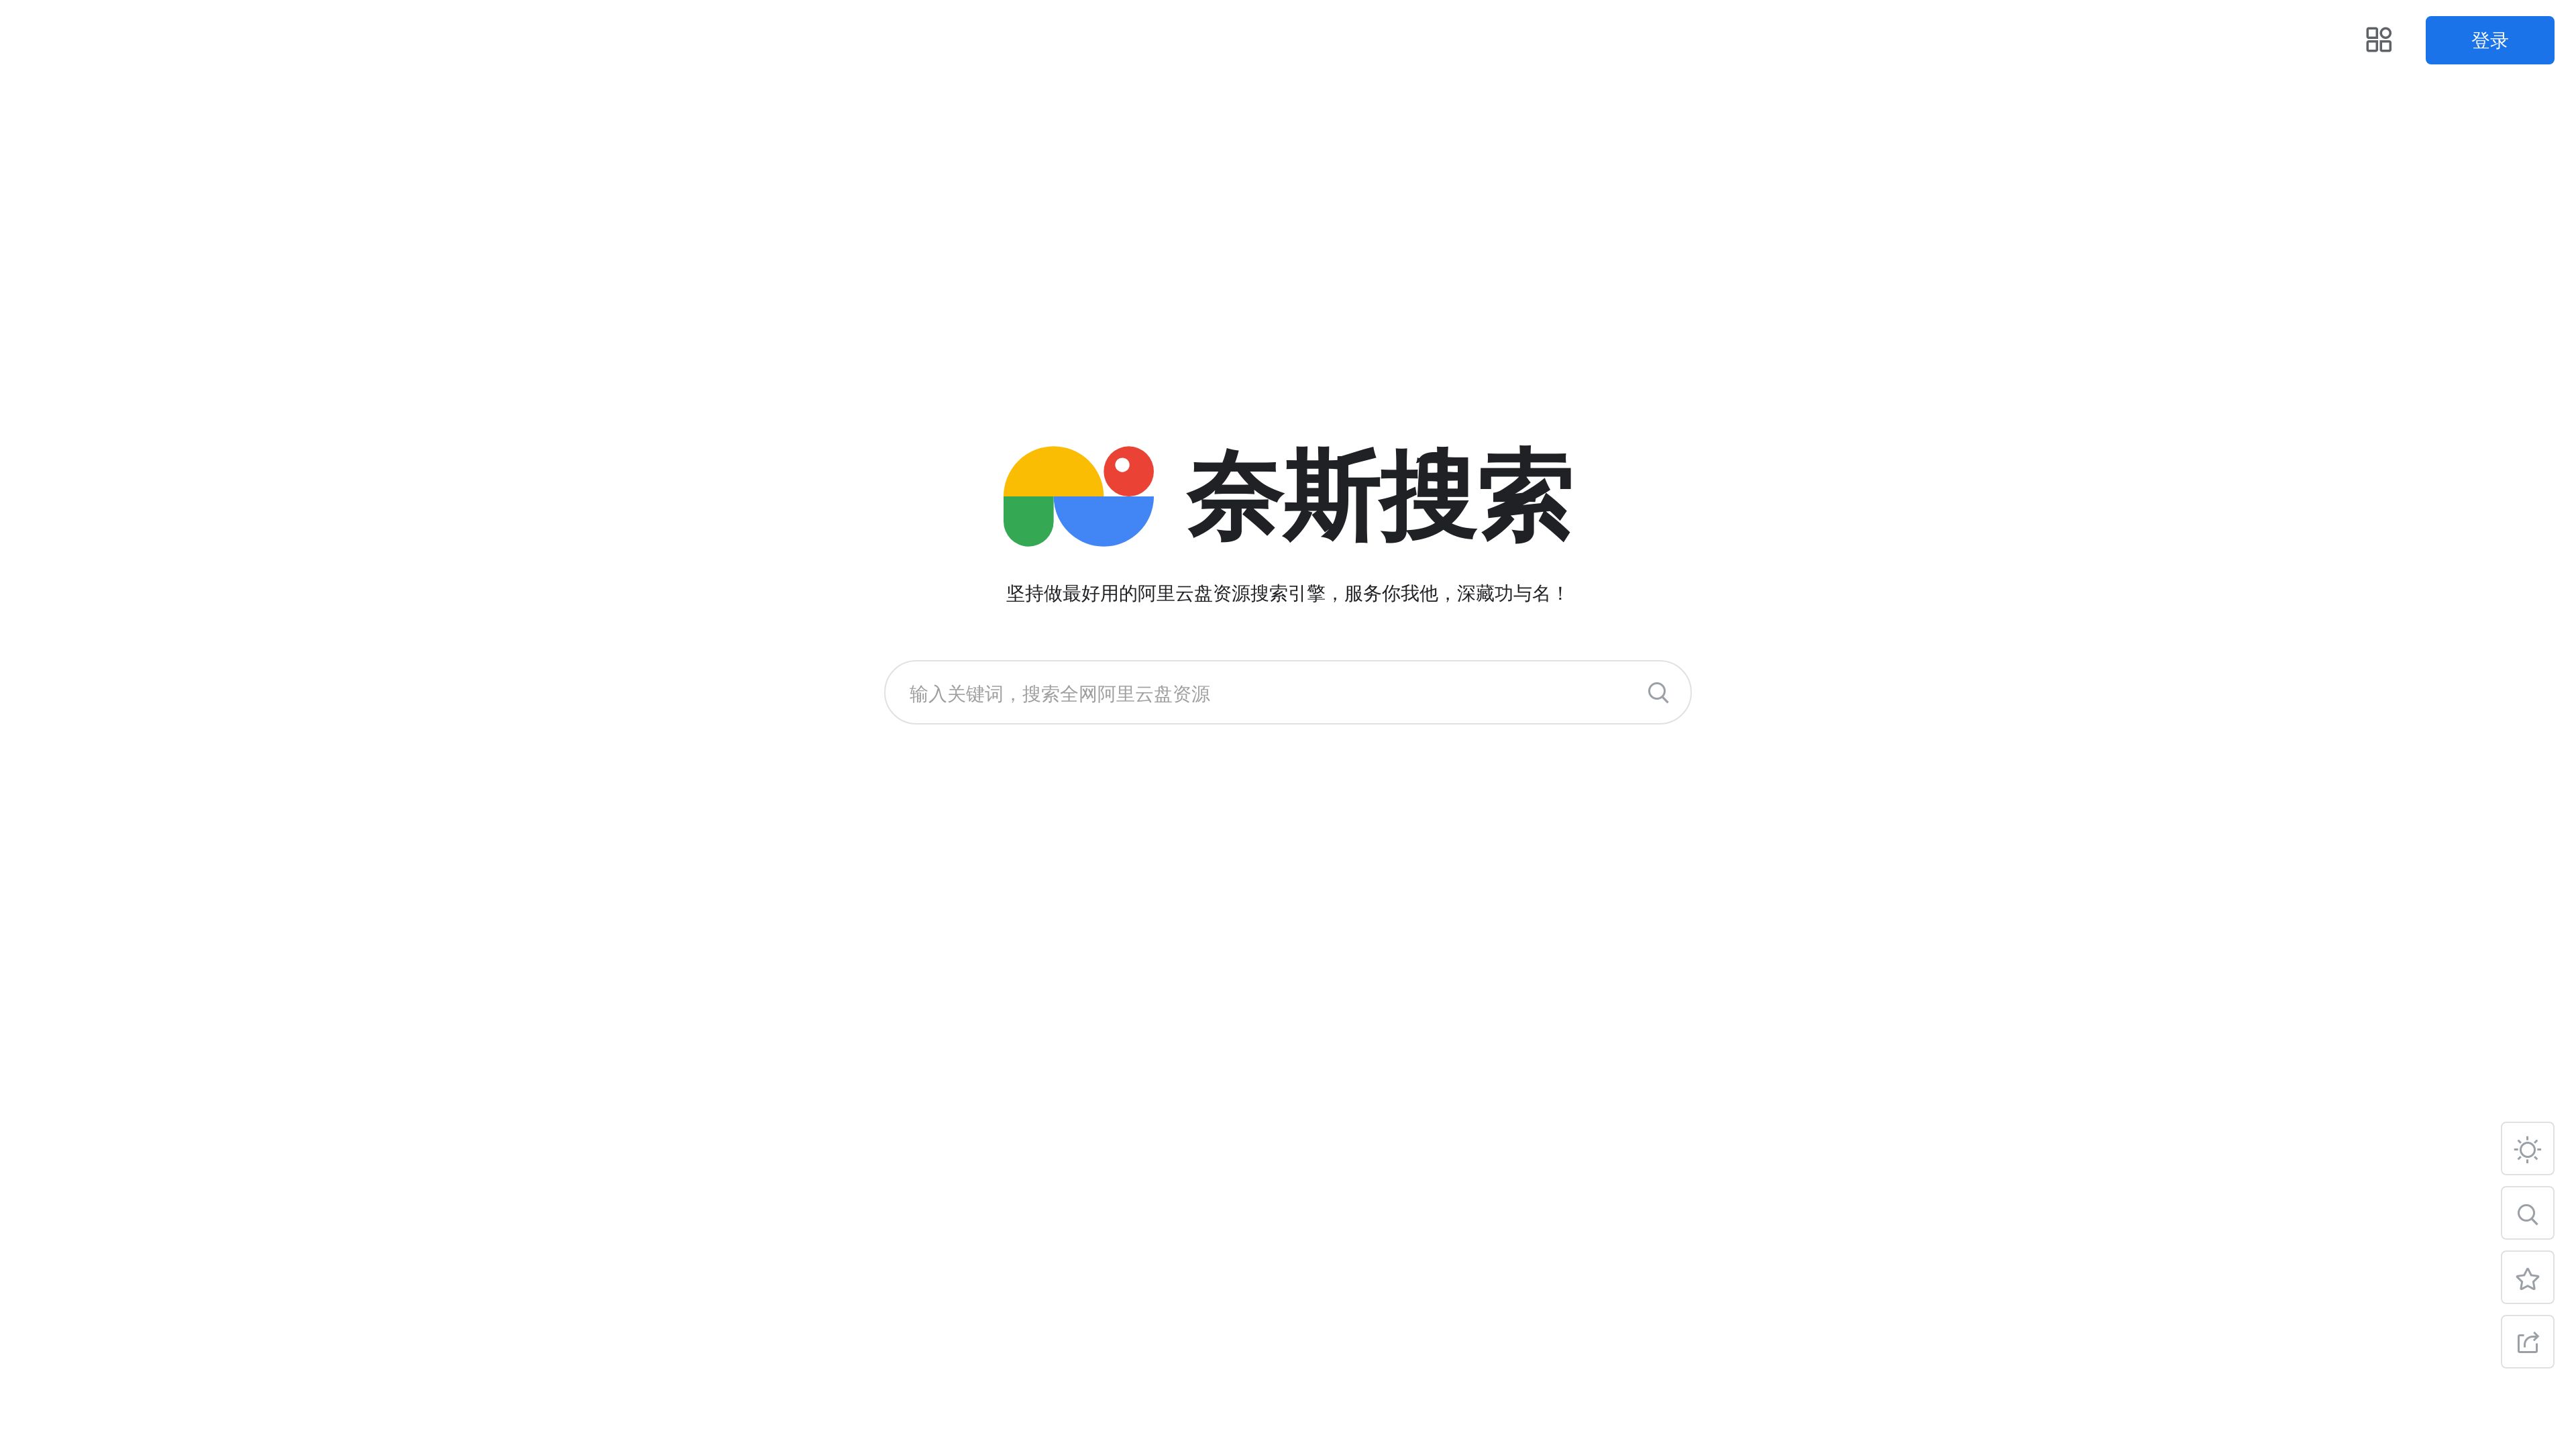 登录
奈斯搜索
坚持做最好用的阿里云盘资源搜索引擎，服务你我他，深藏功与名！
输入关键词，搜索全网阿里云盘资源